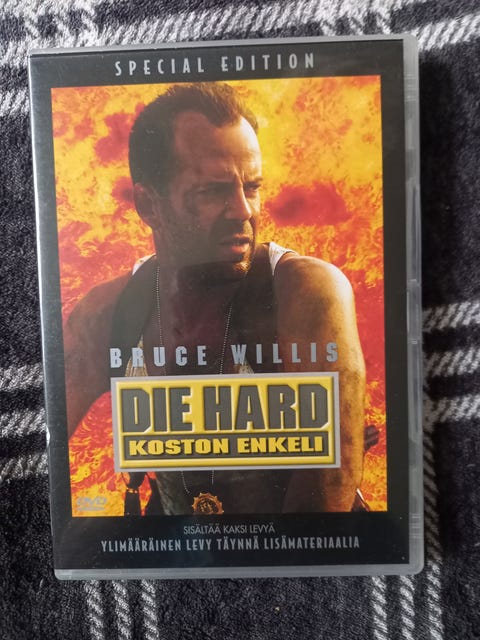 SPECIAL EDITION
BRUCE WILLIS
DIE HARD
KOSTON ENKELI
DVD
SISÄLTÄÄ KAKSI LEVYÄ
YLIMÄÄRÄINEN LEVY TÄYNNÄ LISÄMATERIAALIA